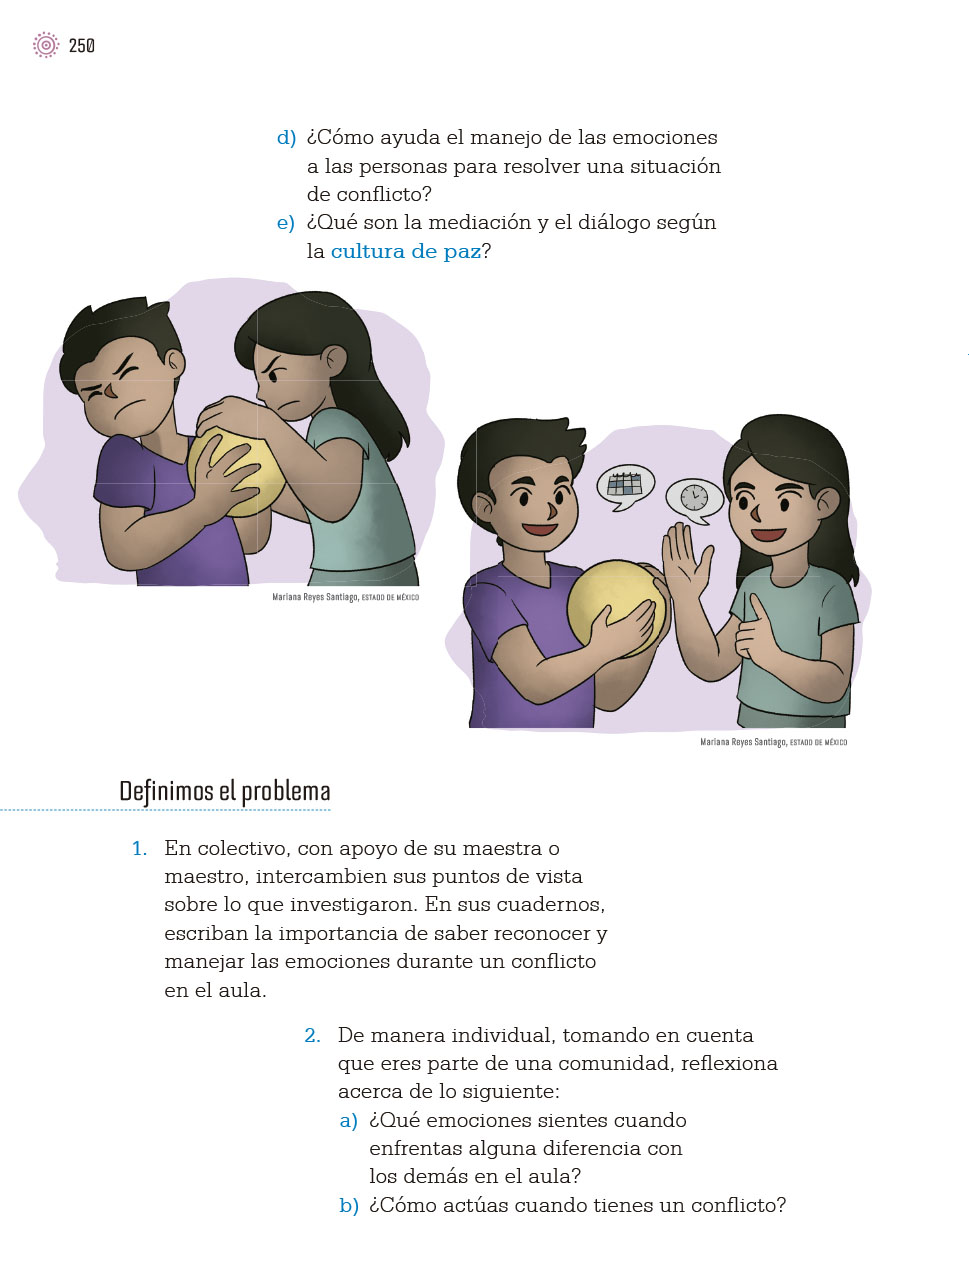 250
d) ¿Cómo ayuda el manejo de las emociones
a las personas para resolver una situación
de conflicto?
e) ¿Qué son la mediación y el diálogo según
la cultura de paz?
Mariana Reyes Santiago, ESTADO DE MÉXICO
Mariana Reyes Santiago, ESTADO DE MÉXICO
Definimos el problema
1. En colectivo, con apoyo de su maestra o
maestro, intercambien sus puntos de vista
sobre lo que investigaron. En sus cuadernos,
escriban la importancia de saber reconocer y
manejar las emociones durante un conflicto
en el aula.
2. De manera individual, tomando en cuenta
que eres parte de una comunidad, reflexiona
acerca de lo siguiente:
a) ¿Qué emociones sientes cuando
enfrentas alguna diferencia con
los demás en el aula?
b) ¿Cómo actúas cuando tienes un conflicto?